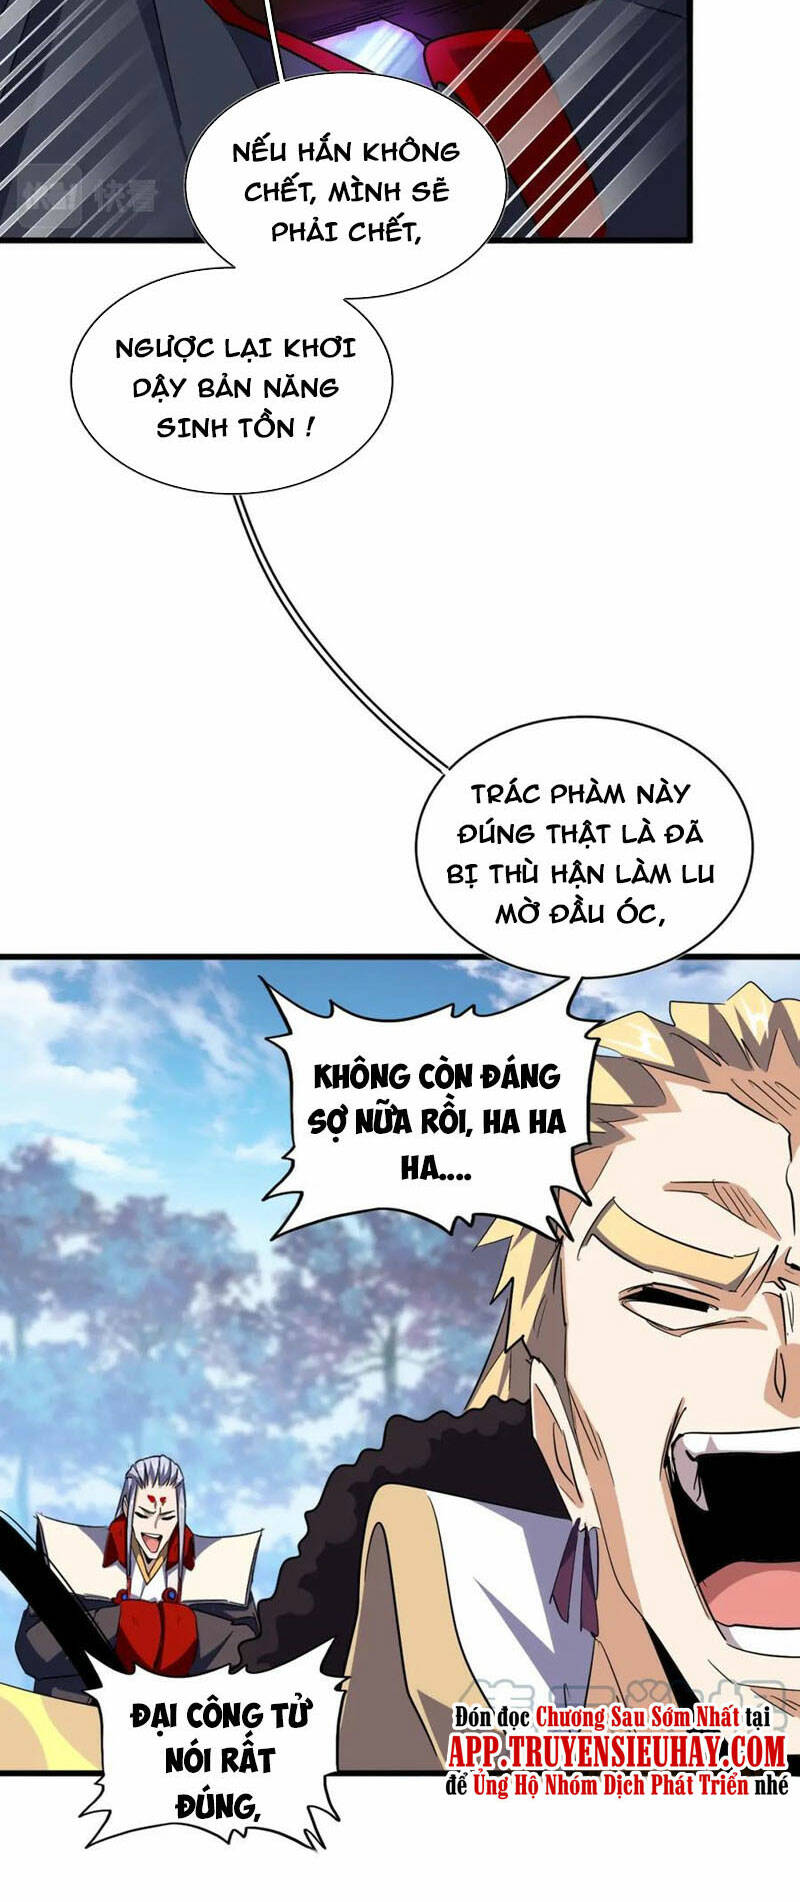 NẾU HẮN KHÔNG
CHẾT, MÌNH SẼ
PHẢI CHẾT,
快看
NGƯỢC LẠI KHƠI
DẬY BẢN NĂNG
SINH TỒN !
TRÁC PHÀM NÀY
ĐÚNG THẬT LÀ ĐÃ
BỊ THÙ HẬN LÀM LU
MỜ ĐẦU ÓC,
KHÔNG CÒN ĐÁNG
SỢ NỮA RỒI, HA HA
HA....
ĐẠI CÔNG TỬ
NÓI RẤT
ĐÚNG,
Đón đọc Chương Sau Sớm Nhất tại
APP.TRUYENSIEUHAY.COM
để Ủng Hộ Nhóm Dịch Phát Triển nhé